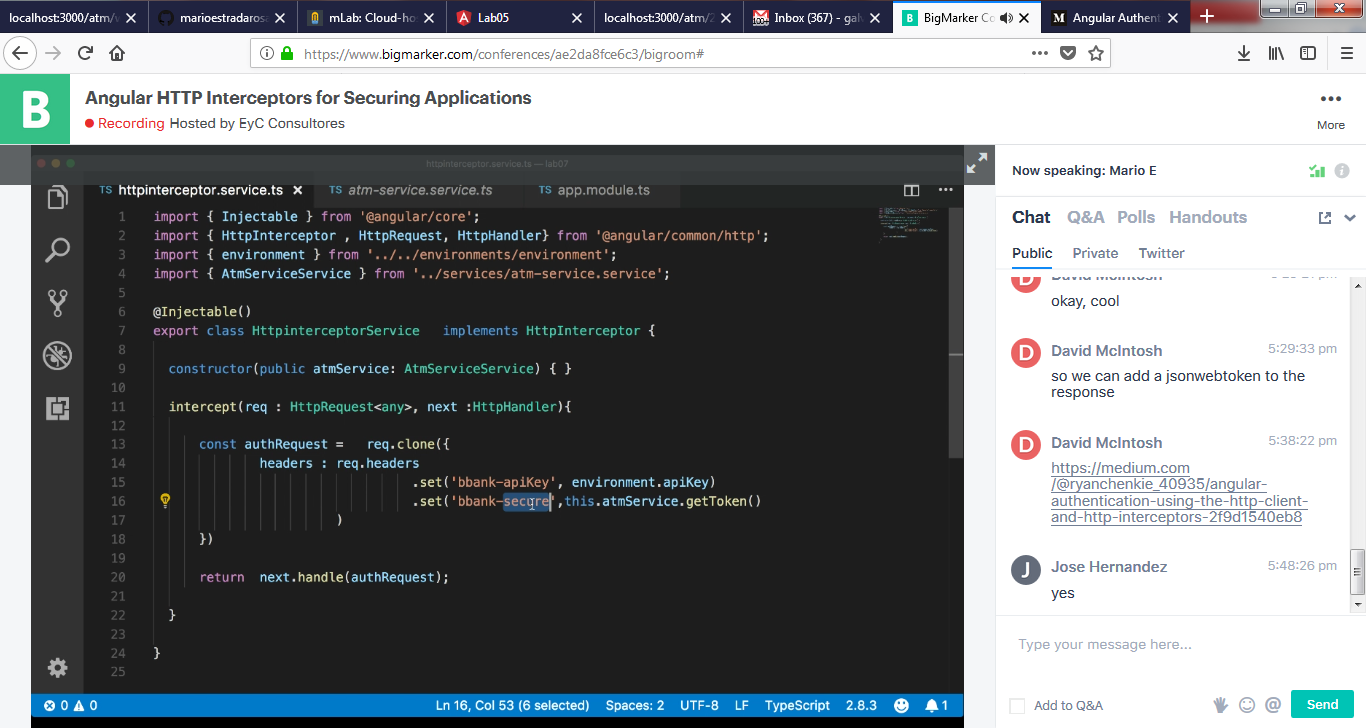 localhost:3000/atm/v
marioestradarosa
mLab: Cloud-hos
Lab05
localhost:3000/atm/2
Inbox (367) - gal
BigMarker Co
Angular Authent
https://www.bigmarker.com/conferences/ae2da8fce6c3/bigroom#
B
Angular HTTP Interceptors for Securing Applications
Recording Hosted by EyC Consultores
More
httpinterceptor.service.ts — lab07
TS httpinterceptor.service.ts
TS atm-service.service.ts
TS app.module.ts
1 import { Injectable } from '@angular/core';
2 import { HttpInterceptor , HttpRequest, HttpHandler} from '@angular/common/http';
3 import { environment } from '../../environments/environment';
4 import { AtmServiceService } from '../services/atm-service.service';
5
6 @Injectable()
7 export class HttpinterceptorService implements HttpInterceptor {
8
9 constructor(public atmService: AtmServiceService) { }
10
11 intercept(req : HttpRequest<any>, next :HttpHandler){
12
13 const authRequest = req.clone({
14 headers : req.headers
15 .set('bbank-apiKey', environment.apiKey)
16 .set('bbank-secure',this.atmService.getToken()
17 )
18 })
19
20 return next.handle(authRequest);
21
22 }
23
24 }
25
0 0
Ln 16, Col 53 (6 selected) Spaces: 2 UTF-8 LF TypeScript 2.8.3 1
Now speaking: Mario E
Chat Q&A Polls Handouts
Public Private Twitter
David McIntosh
okay, cool
David McIntosh 5:29:33 pm
so we can add a jsonwebtoken to the
response
David McIntosh 5:38:22 pm
https://medium.com
/@ryanchenkie_40935/angular-
authentication-using-the-http-client-
and-http-interceptors-2f9d1540eb8
Jose Hernandez 5:48:26 pm
yes
Type your message here...
Add to Q&A
Send